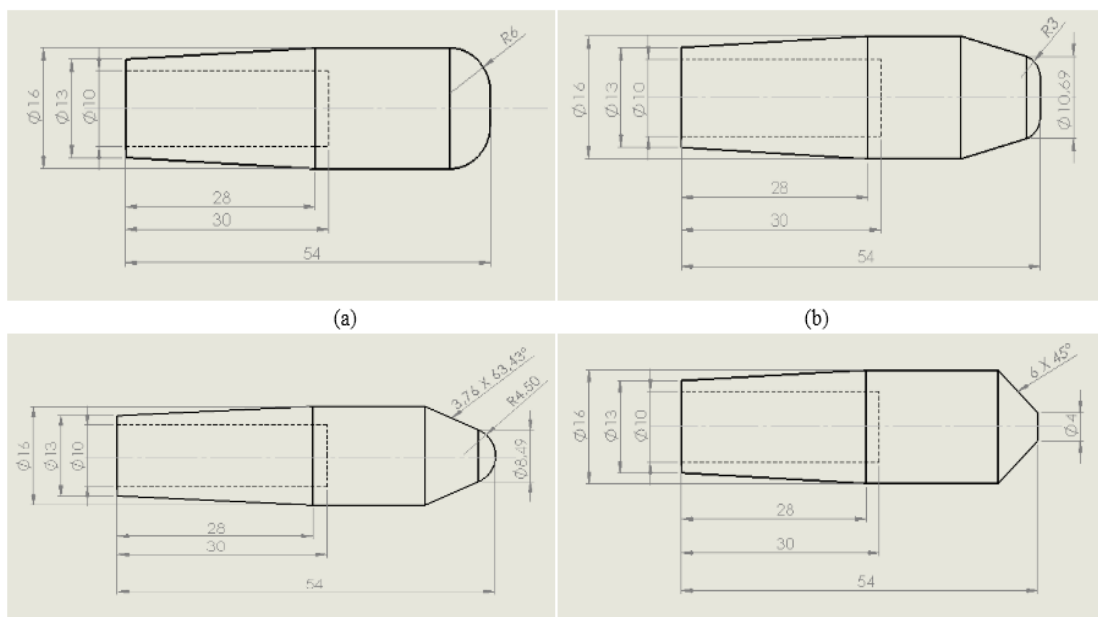 R6
Ø16
Ø13
Ø10
28
30
54
(a)
R3
Ø16
Ø13
Ø10
Ø10,69
28
30
54
(b)
3,76 X 63,43°
R4,50
Ø16
Ø13
Ø10
Ø8,49
28
30
54
6 X 45°
Ø16
Ø13
Ø10
Ø4
28
30
54